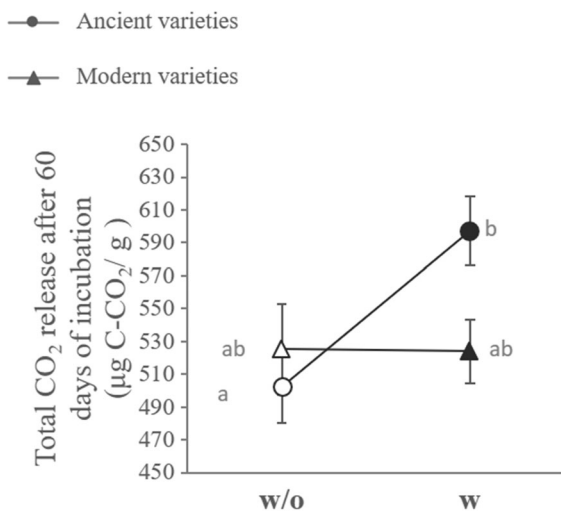 Ancient varieties
Modern varieties
Total CO₂ release after 60
days of incubation
(µg C-CO₂/ g )
650
630
610
590
570
550
530
510
490
470
450
b
ab
ab
a
w/o
w